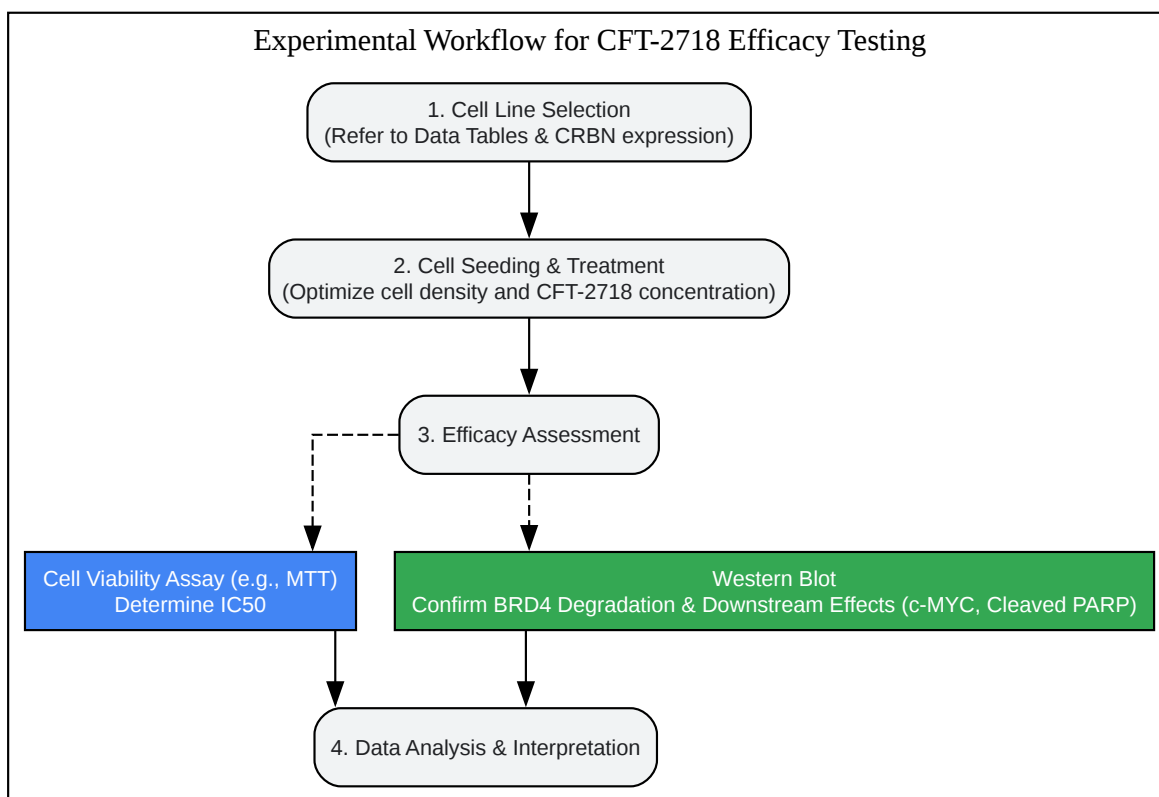 Experimental Workflow for CFT-2718 Efficacy Testing
1. Cell Line Selection
(Refer to Data Tables & CRBN expression)
2. Cell Seeding & Treatment
(Optimize cell density and CFT-2718 concentration)
3. Efficacy Assessment
Cell Viability Assay (e.g., MTT)
Determine IC50
Western Blot
Confirm BRD4 Degradation & Downstream Effects (c-MYC, Cleaved PARP)
4. Data Analysis & Interpretation